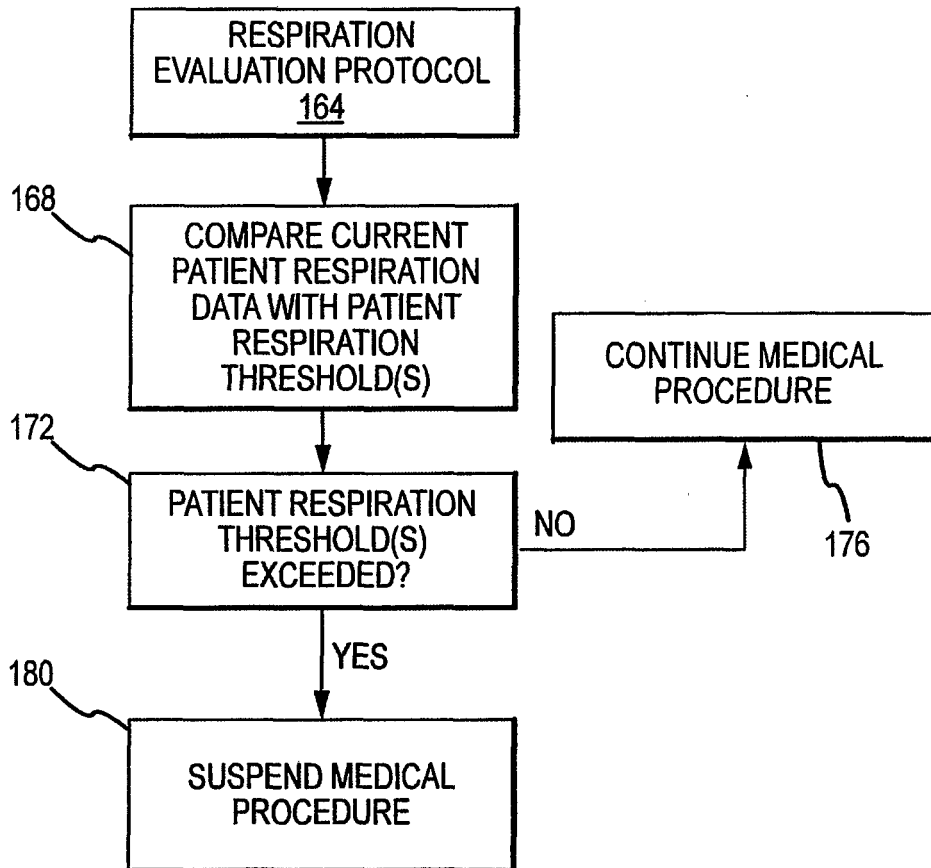 RESPIRATION
EVALUATION PROTOCOL
164
168
COMPARE CURRENT
PATIENT RESPIRATION
DATA WITH PATIENT
RESPIRATION
THRESHOLD(S)
CONTINUE MEDICAL
PROCEDURE
176
172
PATIENT RESPIRATION
THRESHOLD(S)
EXCEEDED?
NO
YES
180
SUSPEND MEDICAL
PROCEDURE